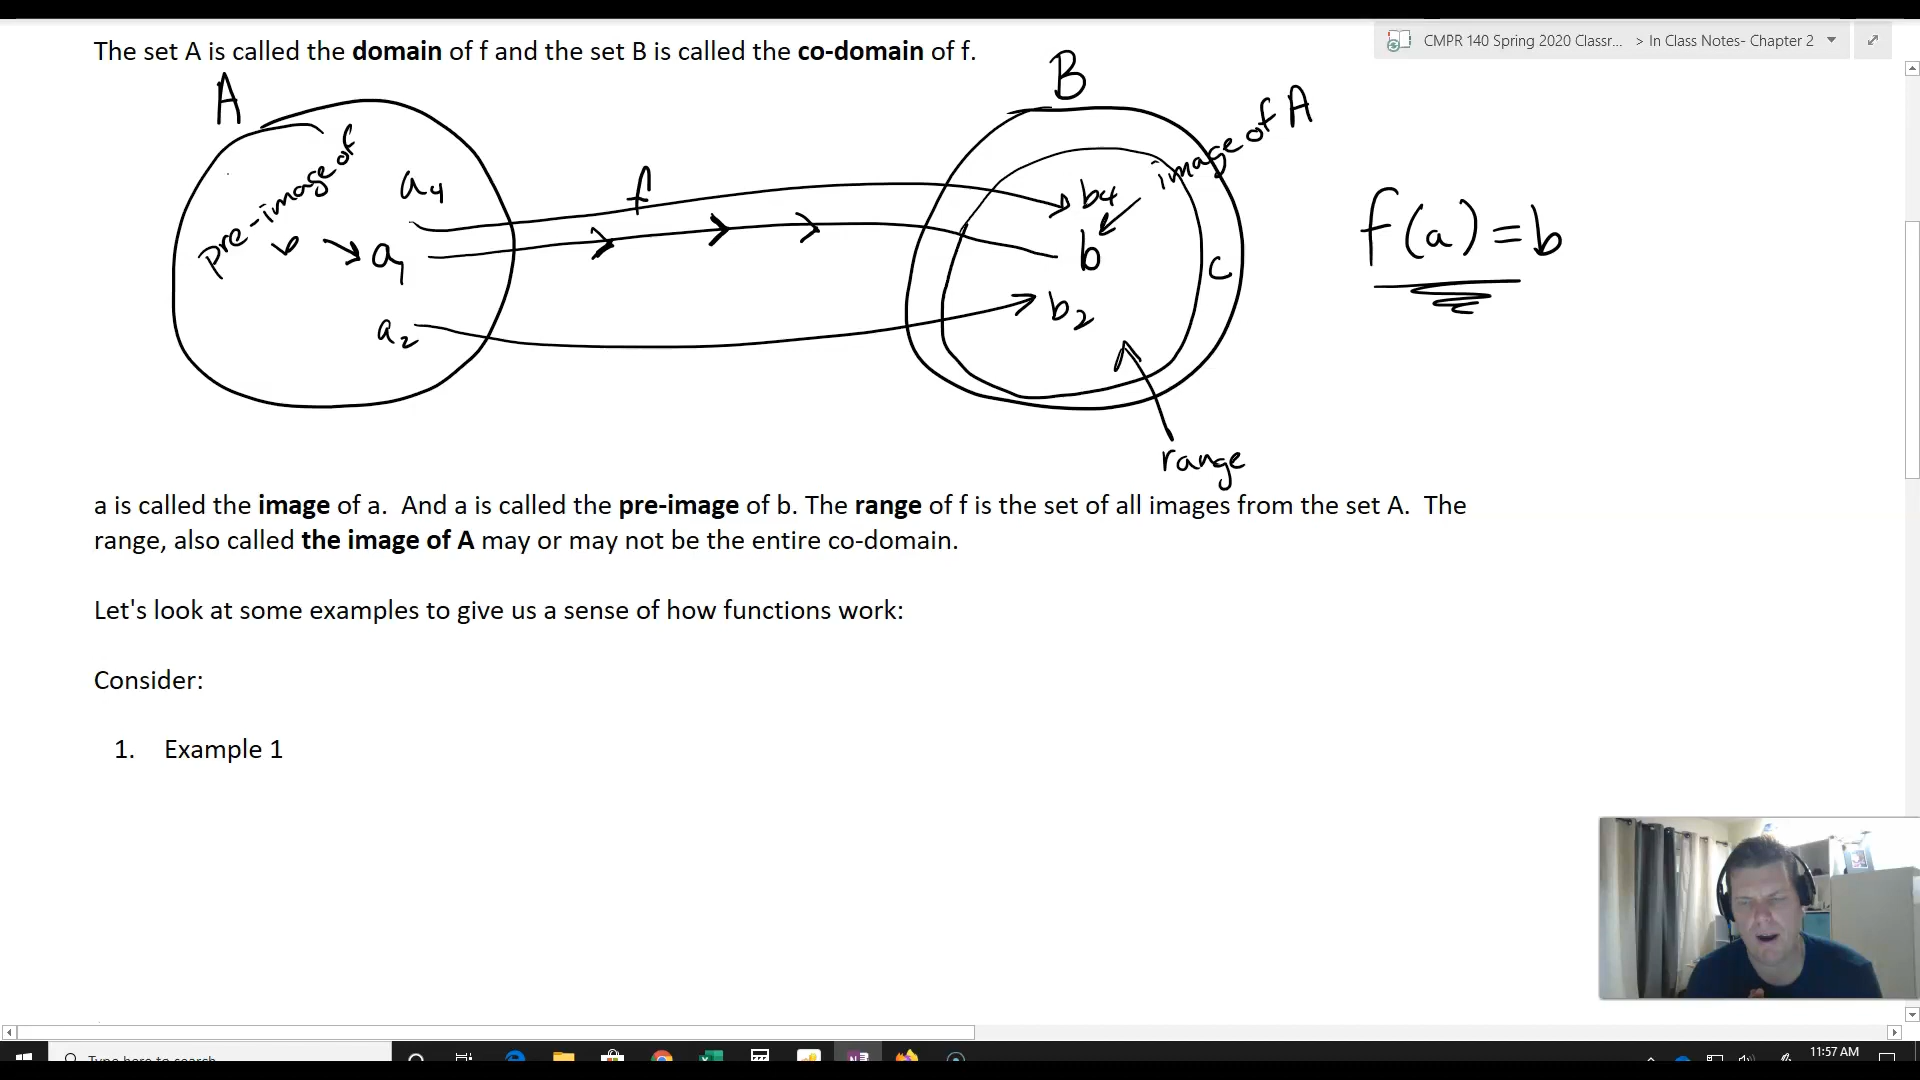 The set A is called the domain of f and the set B is called the co-domain of f.
CMPR 140 Spring 2020 Classr... > In Class Notes- Chapter 2
A
B
image of A
pre-image of
b
a4
f
b4
a1
b
c
f(a)=b
a2
b2
range
a is called the image of a. And a is called the pre-image of b. The range of f is the set of all images from the set A. The
range, also called the image of A may or may not be the entire co-domain.
Let's look at some examples to give us a sense of how functions work:
Consider:
1. Example 1
Type here to search
11:57 AM